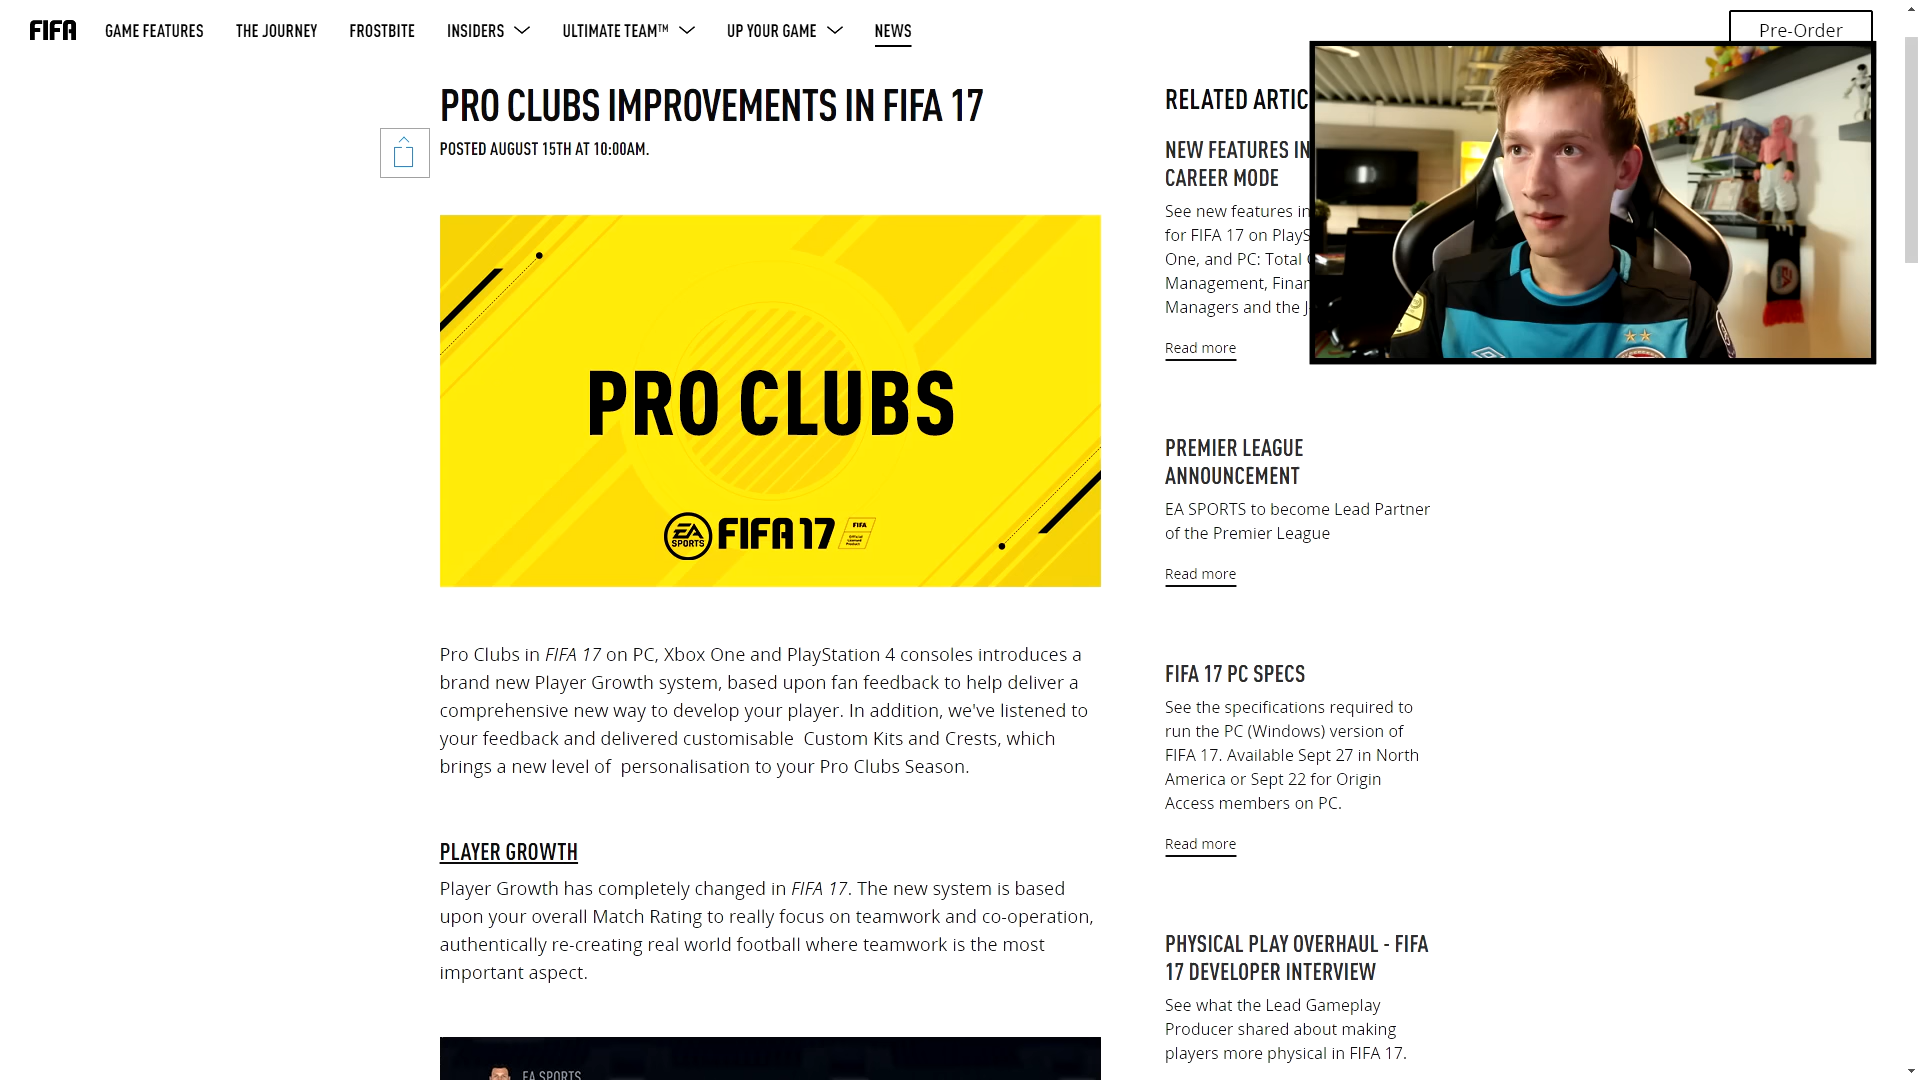 FIFA GAME FEATURES THE JOURNEY FROSTBITE INSIDERS ULTIMATE TEAM™ UP YOUR GAME NEWS Pre-Order
PRO CLUBS IMPROVEMENTS IN FIFA 17
POSTED AUGUST 15TH AT 10:00AM.
PRO CLUBS
EA SPORTS FIFA 17 FIFA Official Licensed Product
Pro Clubs in FIFA 17 on PC, Xbox One and PlayStation 4 consoles introduces a
brand new Player Growth system, based upon fan feedback to help deliver a
comprehensive new way to develop your player. In addition, we've listened to
your feedback and delivered customisable  Custom Kits and Crests, which
brings a new level of  personalisation to your Pro Clubs Season.
PLAYER GROWTH
Player Growth has completely changed in FIFA 17. The new system is based
upon your overall Match Rating to really focus on teamwork and co-operation,
authentically re-creating real world football where teamwork is the most
important aspect.
EA SPORTS
RELATED ARTIC
NEW FEATURES IN
CAREER MODE
See new features in
for FIFA 17 on PlayS
One, and PC: Total
Management, Finan
Managers and the J
Read more
PREMIER LEAGUE
ANNOUNCEMENT
EA SPORTS to become Lead Partner
of the Premier League
Read more
FIFA 17 PC SPECS
See the specifications required to
run the PC (Windows) version of
FIFA 17. Available Sept 27 in North
America or Sept 22 for Origin
Access members on PC.
Read more
PHYSICAL PLAY OVERHAUL - FIFA
17 DEVELOPER INTERVIEW
See what the Lead Gameplay
Producer shared about making
players more physical in FIFA 17.